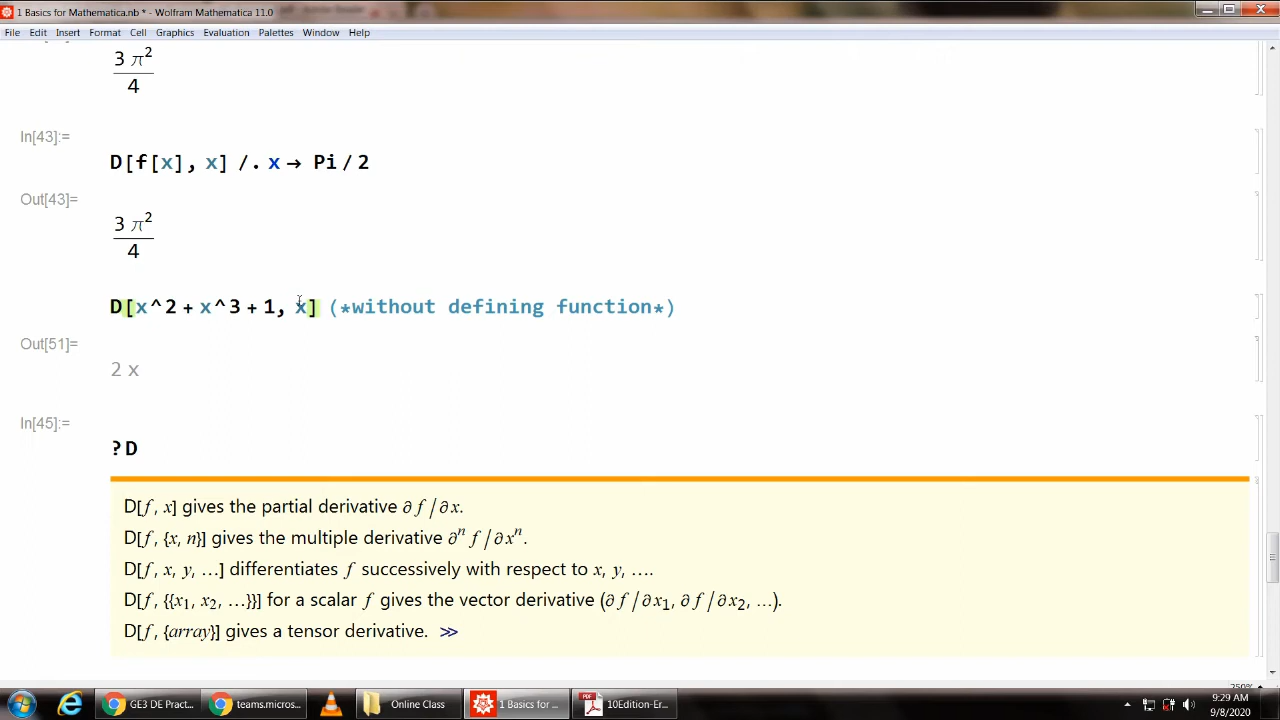 1 Basics for Mathematica.nb * - Wolfram Mathematica 11.0
File Edit Insert Format Cell Graphics Evaluation Palettes Window Help
3 π²
4
In[43]:=
D[f[x], x] /. x → Pi / 2
Out[43]=
3 π²
4
D[x^2 + x^3 + 1, x] (*without defining function*)
Out[51]=
2 x
In[45]:=
? D
D[f, x] gives the partial derivative ∂ f / ∂ x.
D[f, {x, n}] gives the multiple derivative ∂ⁿ f / ∂ xⁿ.
D[f, x, y, …] differentiates f successively with respect to x, y, ….
D[f, {{x₁, x₂, …}}] for a scalar f gives the vector derivative (∂ f / ∂ x₁, ∂ f / ∂ x₂, …).
D[f, {array}] gives a tensor derivative. ≫
GE3 DE Pract... teams.micros... Online Class 1 Basics for ... 10Edition-Er...
9:29 AM
9/8/2020